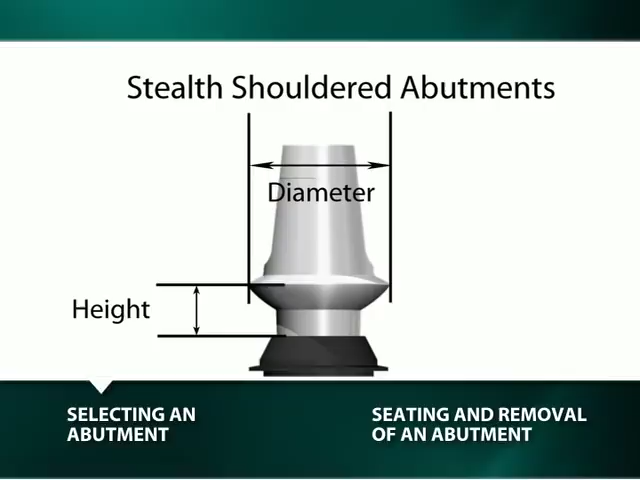 Stealth Shouldered Abutments
Diameter
Height
SELECTING AN
ABUTMENT
SEATING AND REMOVAL
OF AN ABUTMENT